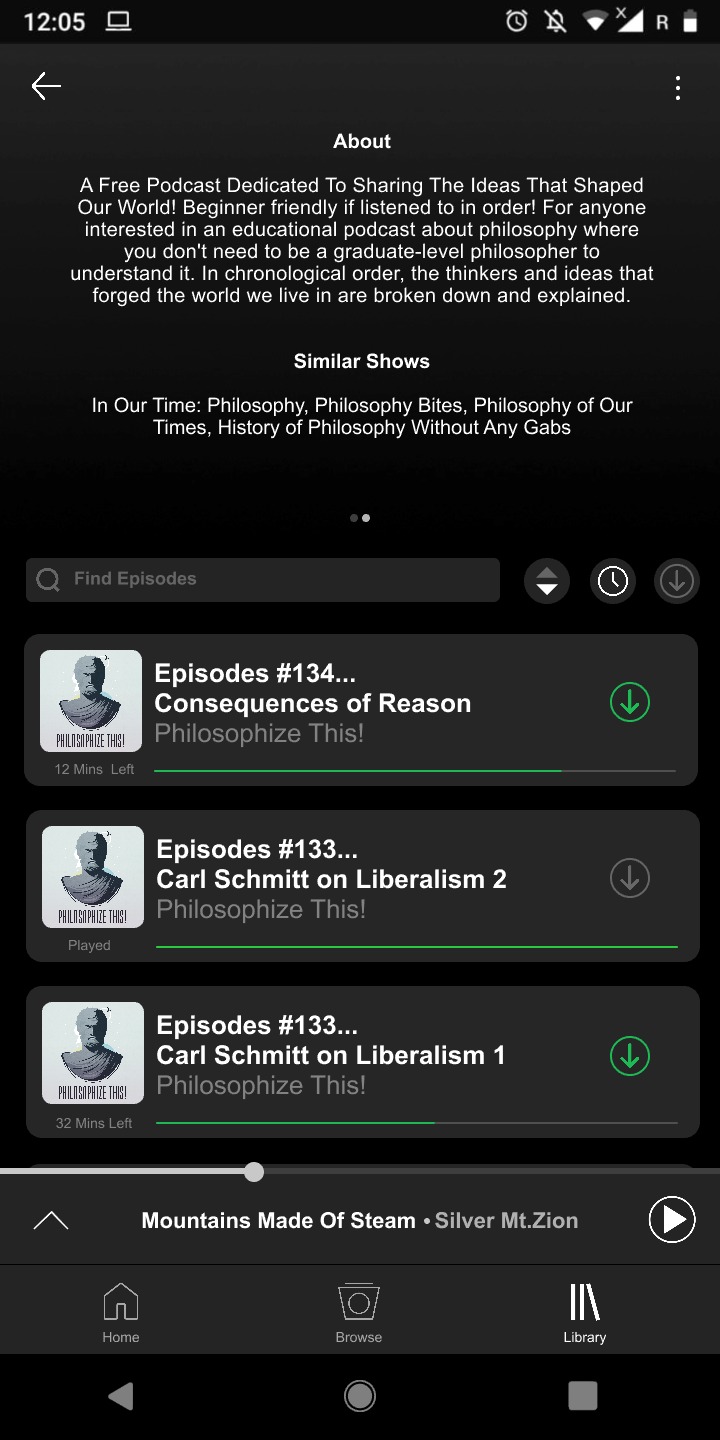 12:05
X
R
About
A Free Podcast Dedicated To Sharing The Ideas That Shaped
Our World! Beginner friendly if listened to in order! For anyone
interested in an educational podcast about philosophy where
you don't need to be a graduate-level philosopher to
understand it. In chronological order, the thinkers and ideas that
forged the world we live in are broken down and explained.
Similar Shows
In Our Time: Philosophy, Philosophy Bites, Philosophy of Our
Times, History of Philosophy Without Any Gabs
Find Episodes
Episodes #134...
Consequences of Reason
Philosophize This!
PHILOSOPHIZE THIS!
12 Mins Left
Episodes #133...
Carl Schmitt on Liberalism 2
Philosophize This!
PHILOSOPHIZE THIS!
Played
Episodes #133...
Carl Schmitt on Liberalism 1
Philosophize This!
PHILOSOPHIZE THIS!
32 Mins Left
Mountains Made Of Steam • Silver Mt.Zion
Home
Browse
Library